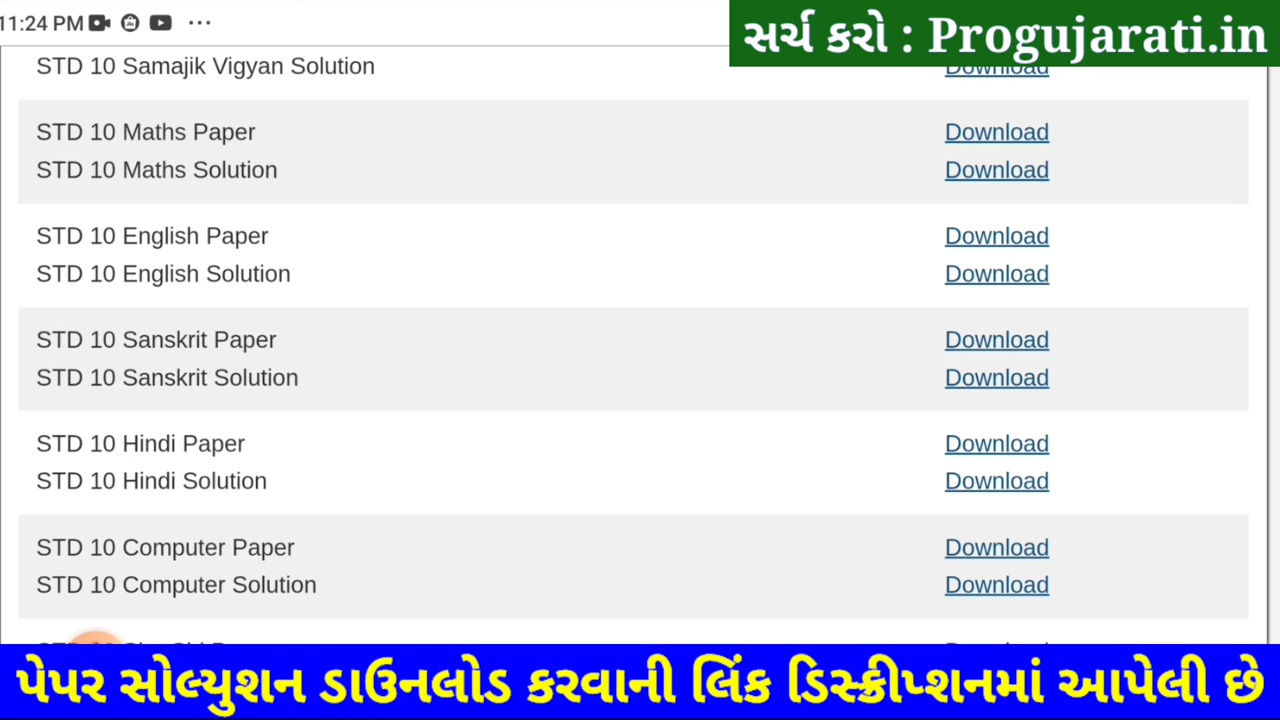 11:24 PM
સર્ચ કરો : Progujarati.in
STD 10 Samajik Vigyan Solution Download
STD 10 Maths Paper Download
STD 10 Maths Solution Download
STD 10 English Paper Download
STD 10 English Solution Download
STD 10 Sanskrit Paper Download
STD 10 Sanskrit Solution Download
STD 10 Hindi Paper Download
STD 10 Hindi Solution Download
STD 10 Computer Paper Download
STD 10 Computer Solution Download
પેપર સોલ્યુશન ડાઉનલોડ કરવાની લિંક ડિસ્ક્રીપ્શનમાં આપેલી છે